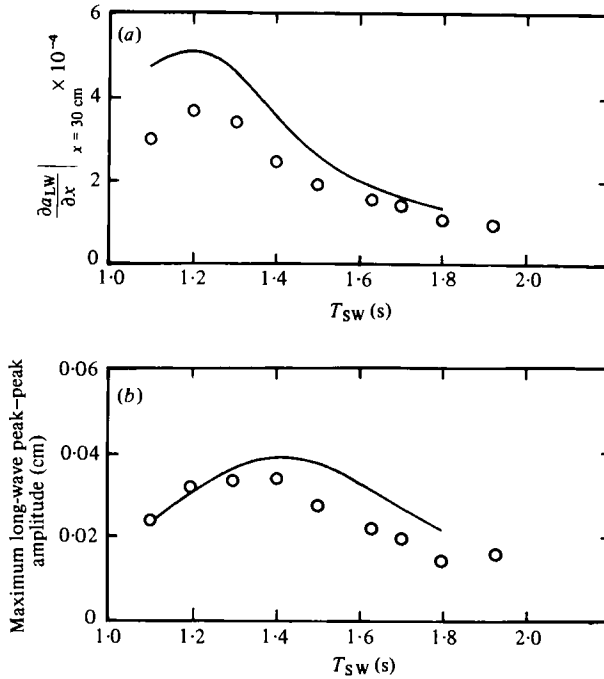 (a)
∂a_LW/∂x |_{x = 30 cm} × 10⁻⁴
6
4
2
0
1·0 1·2 1·4 1·6 1·8 2·0
T_SW (s)
(b)
Maximum long-wave peak–peak
amplitude (cm)
0·06
0·04
0·02
0
1·0 1·2 1·4 1·6 1·8 2·0
T_SW (s)